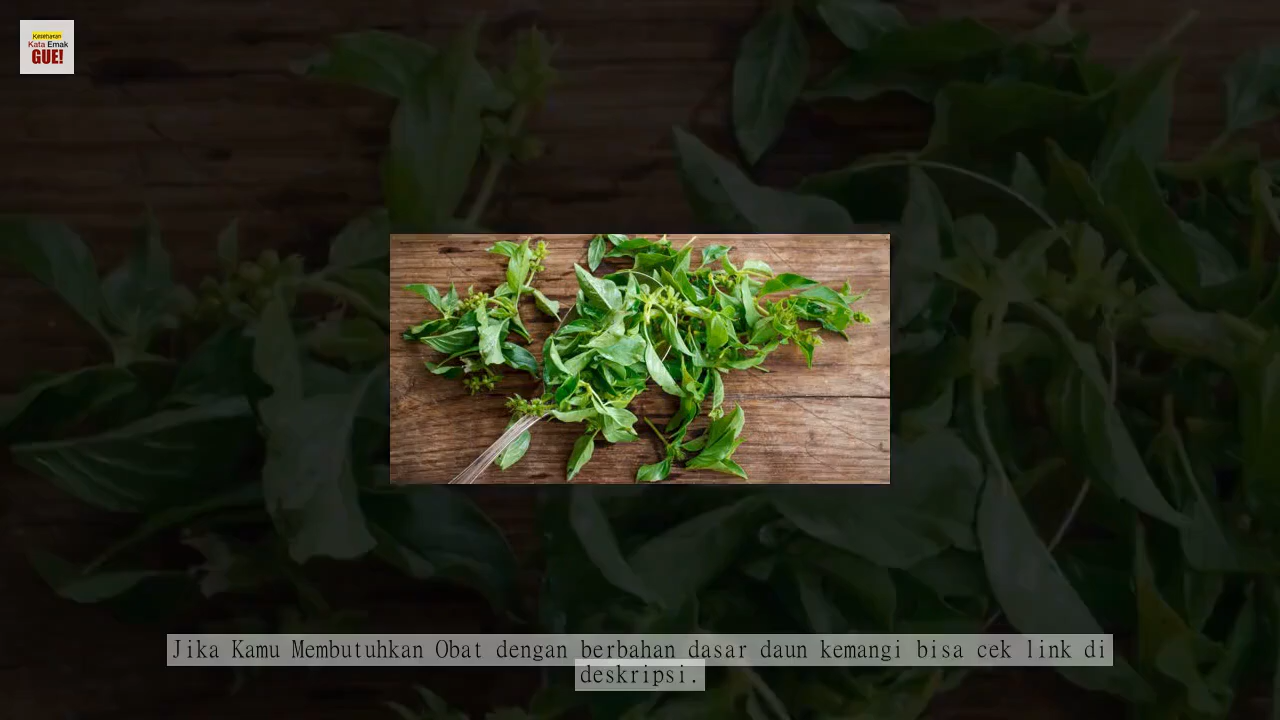 Kesehatan
Kata Emak
GUE!
Jika Kamu Membutuhkan Obat dengan berbahan dasar daun kemangi bisa cek link di
deskripsi.